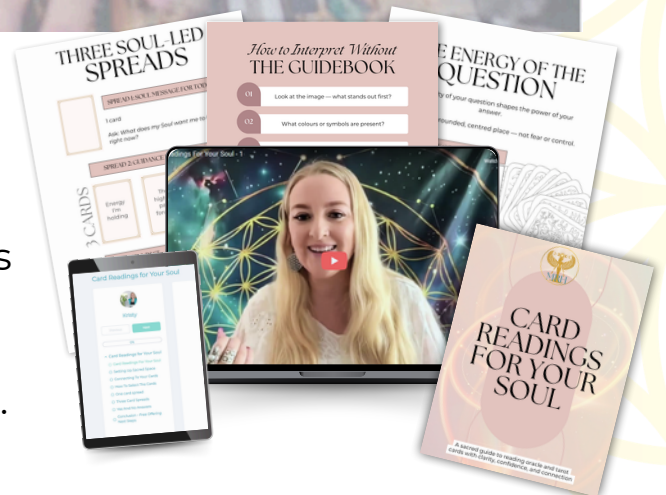 THREE SOUL-LED
SPREADS
SPREAD 1: SOUL MESSAGE FOR TOD
1 card
Ask: What does my Soul want me to
right now?
SPREAD 2: GUIDANCE
3 CARDS
Energy
I'm
holding
How to Interpret Without
THE GUIDEBOOK
01
Look at the image — what stands out first?
02
What colours or symbols are present?
E ENERGY OF THE
QUESTION
y of your question shapes the power of your
answer.
rounded, centred place — not fear or control.
eadings For Your Soul - 1
S
.
Card Readings for Your Soul
Kristy
Card Readings for Your Soul
CARD
READINGS
FOR YOUR
SOUL
A sacred guide to reading oracle and tarot
cards with clarity, confidence, and connection